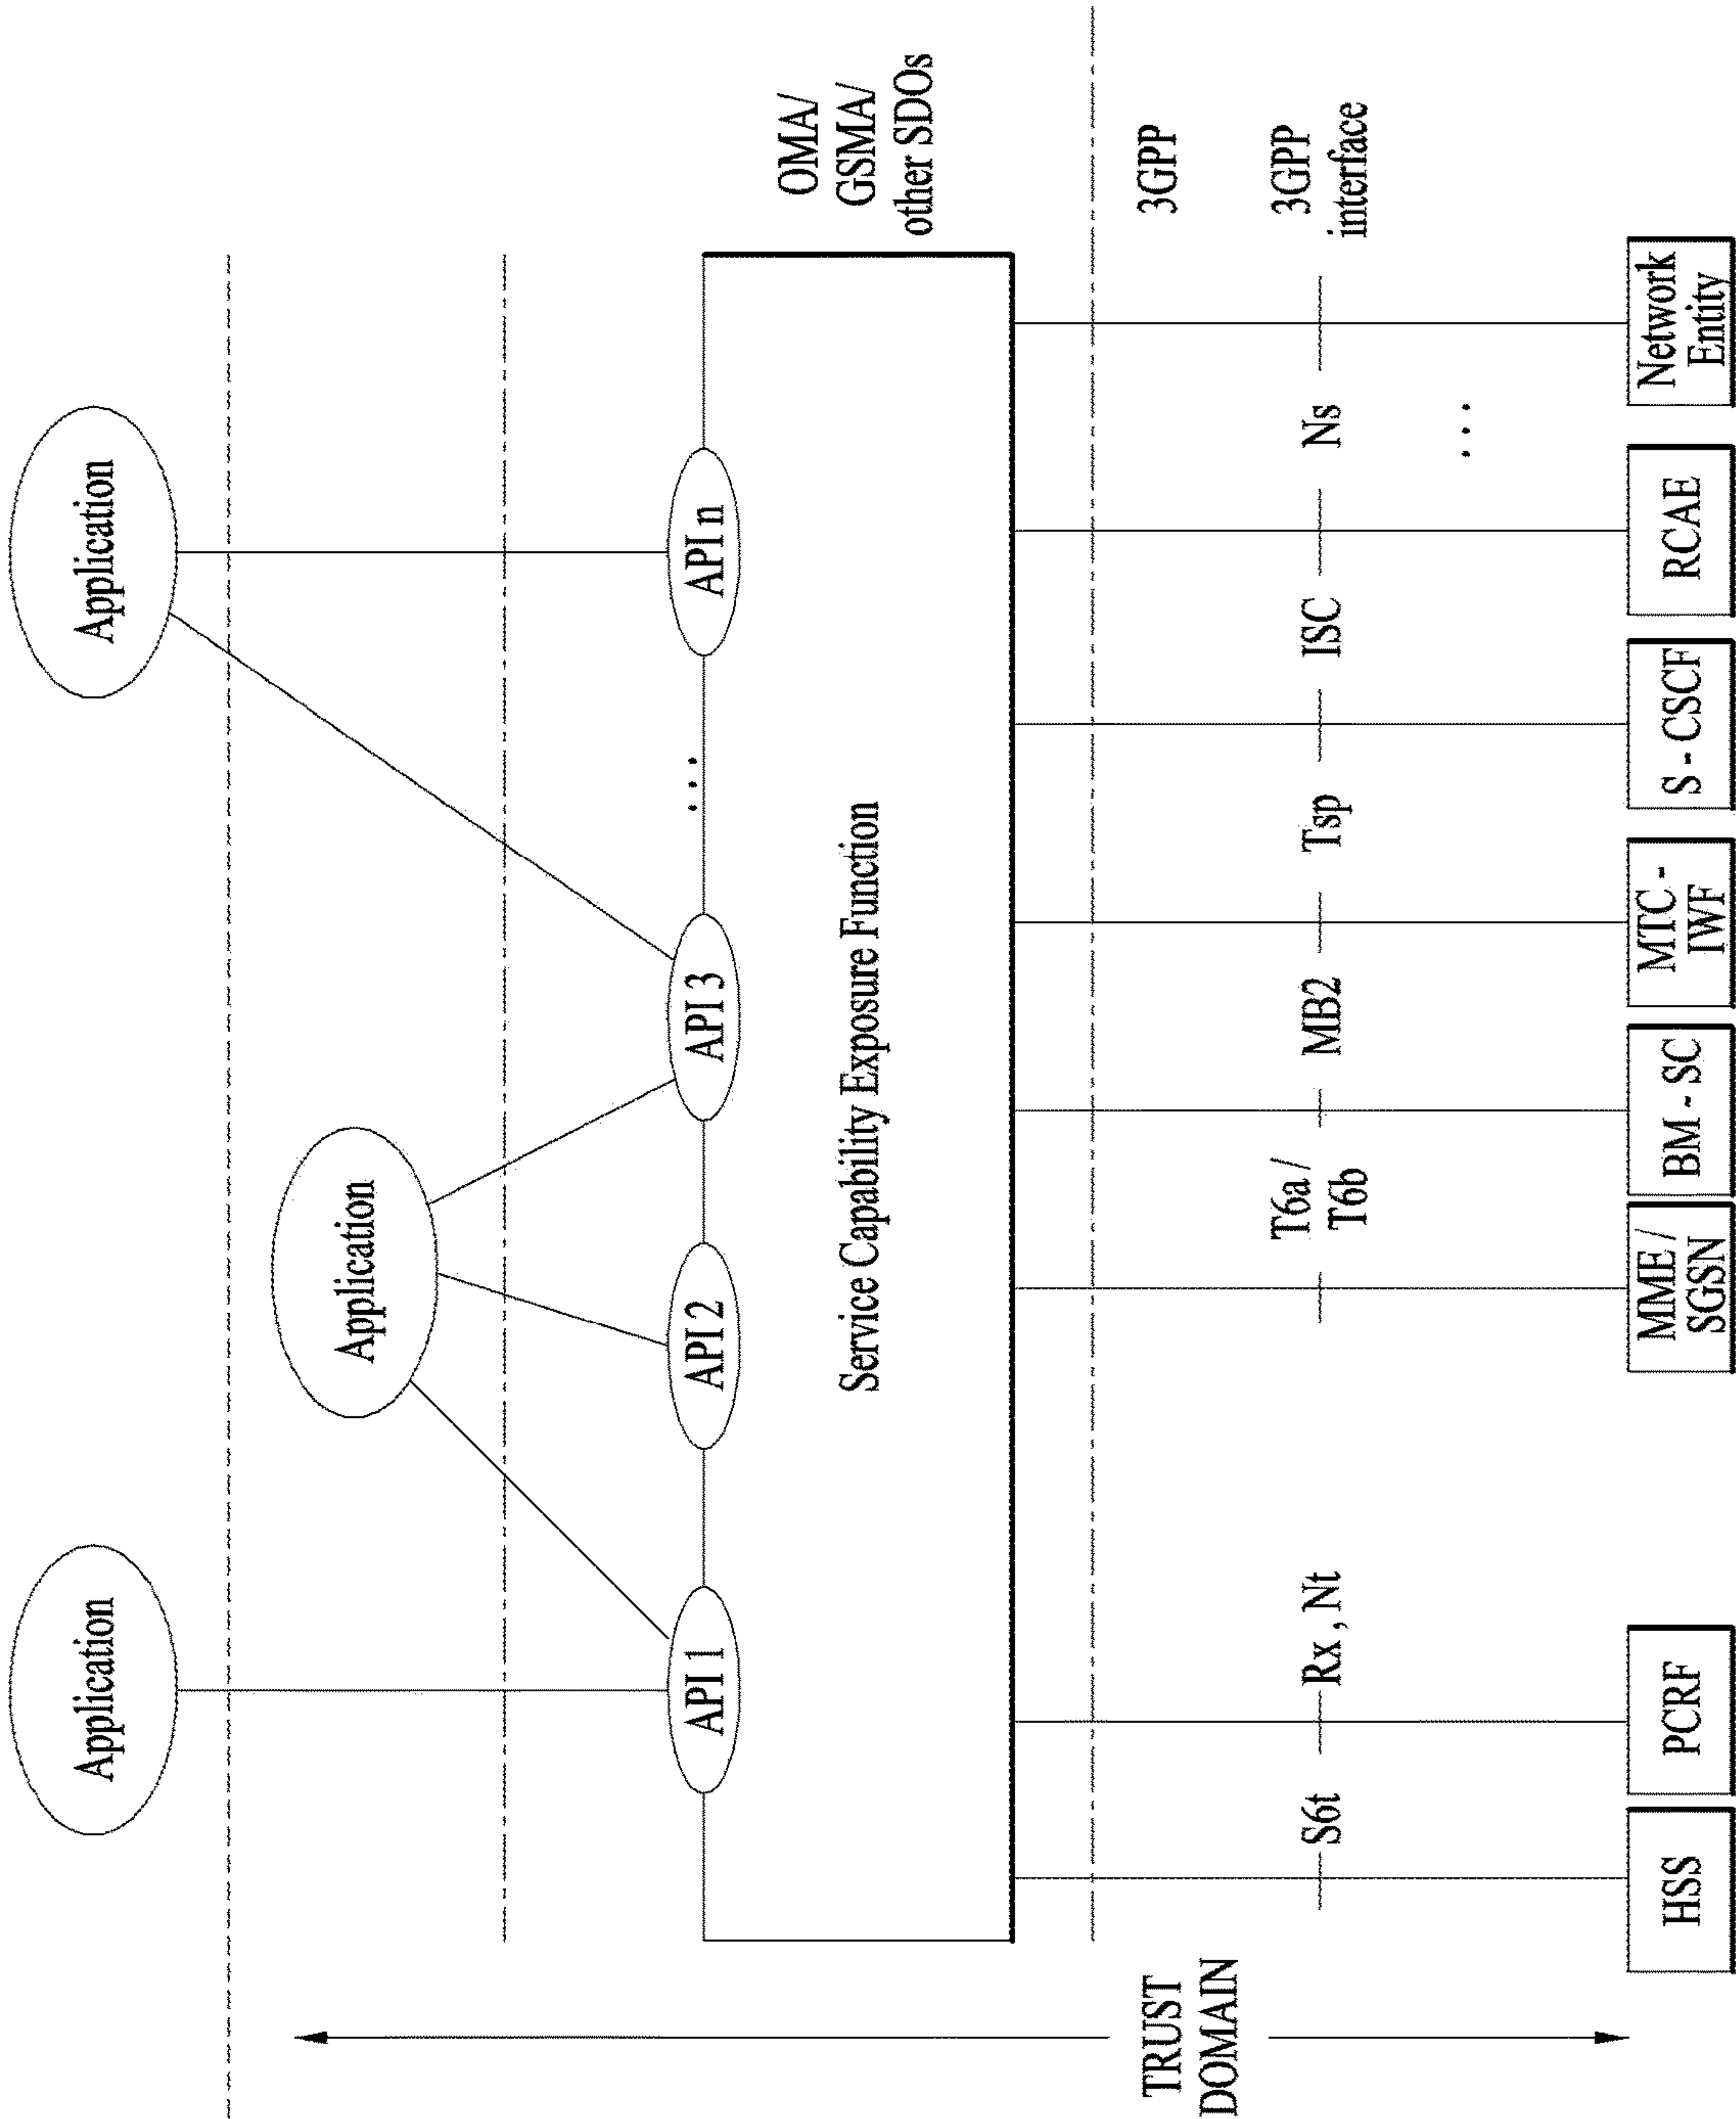 Application
Application
Application
API 1
API 2
API 3
...
API n
Service Capability Exposure Function
OMA/
GSMA/
other SDOs
TRUST
DOMAIN
3GPP
3GPP
interface
S6t
Rx , Nt
T6a /
T6b
MB2
Tsp
ISC
Ns
...
HSS
PCRF
MME /
SGSN
BM - SC
MTC -
IWF
S - CSCF
RCAE
Network
Entity